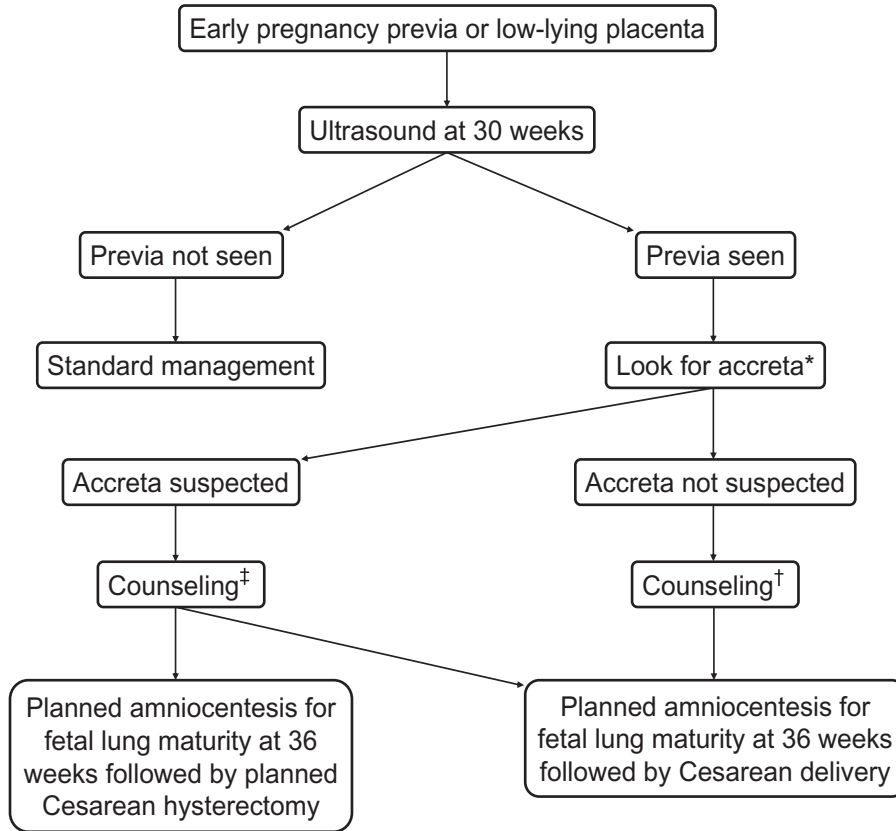 Early pregnancy previa or low-lying placenta
Ultrasound at 30 weeks
Previa not seen
Previa seen
Standard management
Look for accreta*
Accreta suspected
Accreta not suspected
Counseling‡
Counseling†
Planned amniocentesis for
fetal lung maturity at 36
weeks followed by planned
Cesarean hysterectomy
Planned amniocentesis for
fetal lung maturity at 36 weeks
followed by Cesarean delivery